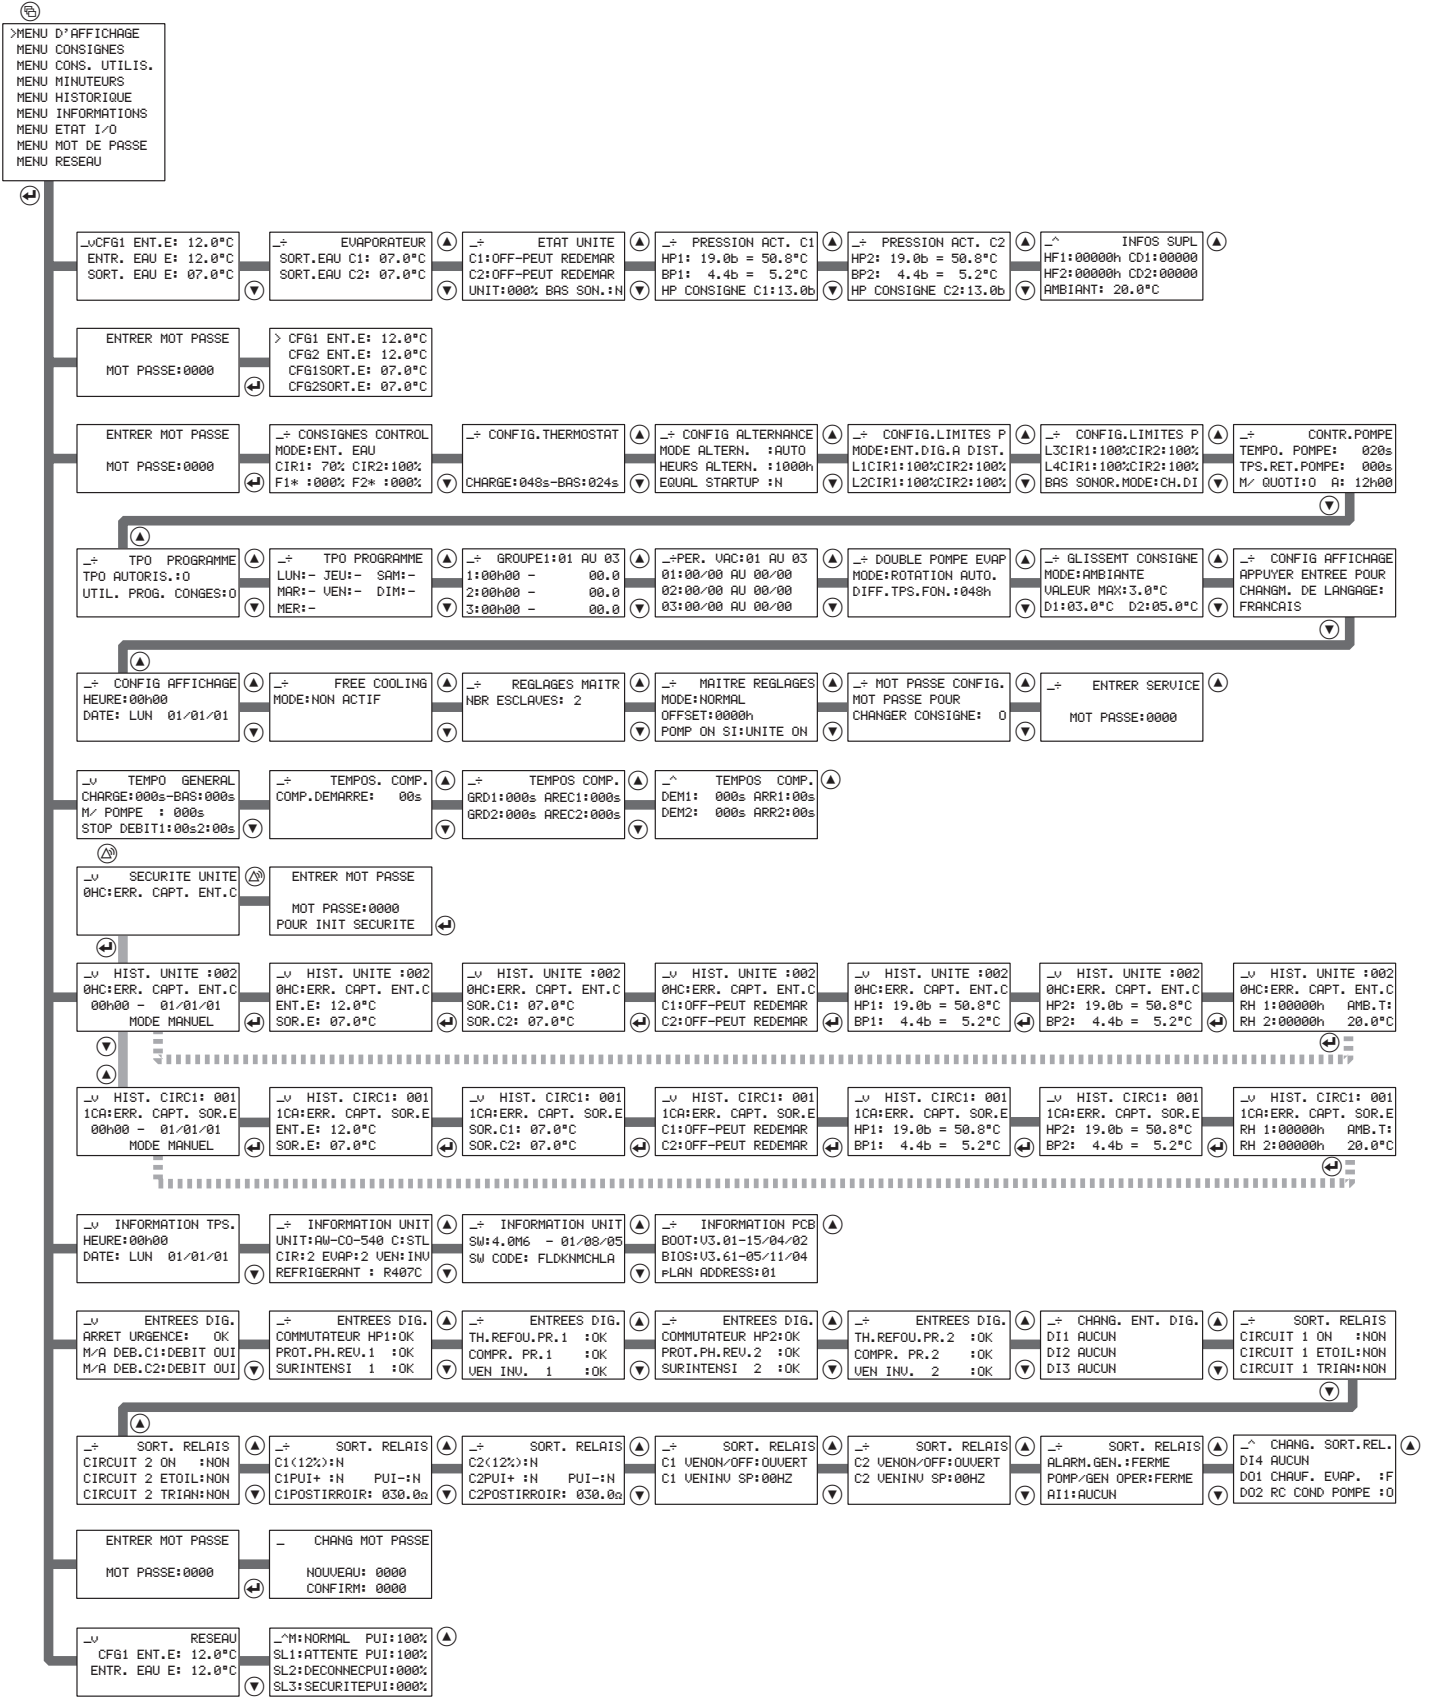 >MENU D'AFFICHAGE
MENU CONSIGNES
MENU CONS. UTILIS.
MENU MINUTEURS
MENU HISTORIQUE
MENU INFORMATIONS
MENU ETAT I/O
MENU MOT DE PASSE
MENU RESEAU
_vCFG1 ENT.E: 12.0°C
ENTR. EAU E: 12.0°C
SORT. EAU E: 07.0°C
_÷ EVAPORATEUR
SORT.EAU C1: 07.0°C
SORT.EAU C2: 07.0°C
_÷ ETAT UNITE
C1:OFF-PEUT REDEMAR
C2:OFF-PEUT REDEMAR
UNIT:000% BAS SON.:N
_÷ PRESSION ACT. C1
HP1: 19.0b = 50.8°C
BP1: 4.4b = 5.2°C
HP CONSIGNE C1:13.0b
_÷ PRESSION ACT. C2
HP2: 19.0b = 50.8°C
BP2: 4.4b = 5.2°C
HP CONSIGNE C2:13.0b
_^ INFOS SUPL
HF1:00000h CD1:00000
HF2:00000h CD2:00000
AMBIANT: 20.0°C
ENTRER MOT PASSE
MOT PASSE:0000
> CFG1 ENT.E: 12.0°C
CFG2 ENT.E: 12.0°C
CFG1SORT.E: 07.0°C
CFG2SORT.E: 07.0°C
ENTRER MOT PASSE
MOT PASSE:0000
_÷ CONSIGNES CONTROL
MODE:ENT. EAU
CIR1: 70% CIR2:100%
F1* :000% F2* :000%
_÷ CONFIG.THERMOSTAT
CHARGE:048s-BAS:024s
_÷ CONFIG ALTERNANCE
MODE ALTERN. :AUTO
HEURS ALTERN. :1000h
EQUAL STARTUP :N
_÷ CONFIG.LIMITES P
MODE:ENT.DIG.A DIST.
L1CIR1:100%CIR2:100%
L2CIR1:100%CIR2:100%
_÷ CONFIG.LIMITES P
L3CIR1:100%CIR2:100%
L4CIR1:100%CIR2:100%
BAS SONOR.MODE:CH.DI
_÷ CONTR.POMPE
TEMPO. POMPE: 020s
TPS.RET.POMPE: 000s
M/ QUOTI:O A: 12h00
_÷ TPO PROGRAMME
TPO AUTORIS.:O
UTIL. PROG. CONGES:O
_÷ TPO PROGRAMME
LUN:- JEU:- SAM:-
MAR:- VEN:- DIM:-
MER:-
_÷ GROUPE1:01 AU 03
1:00h00 - 00.0
2:00h00 - 00.0
3:00h00 - 00.0
_÷PER. VAC:01 AU 03
01:00/00 AU 00/00
02:00/00 AU 00/00
03:00/00 AU 00/00
_÷ DOUBLE POMPE EVAP
MODE:ROTATION AUTO.
DIFF.TPS.FON.:048h
_÷ GLISSEMT CONSIGNE
MODE:AMBIANTE
VALEUR MAX:3.0°C
D1:03.0°C D2:05.0°C
_÷ CONFIG AFFICHAGE
APPUYER ENTREE POUR
CHANGM. DE LANGAGE:
FRANCAIS
_÷ CONFIG AFFICHAGE
HEURE:00h00
DATE: LUN 01/01/01
_÷ FREE COOLING
MODE:NON ACTIF
_÷ REGLAGES MAITR
NBR ESCLAVES: 2
_÷ MAITRE REGLAGES
MODE:NORMAL
OFFSET:0000h
POMP ON SI:UNITE ON
_÷ MOT PASSE CONFIG.
MOT PASSE POUR
CHANGER CONSIGNE: O
_÷ ENTRER SERVICE
MOT PASSE:0000
_v TEMPO GENERAL
CHARGE:000s-BAS:000s
M/ POMPE : 000s
STOP DEBIT1:00s2:00s
_÷ TEMPOS. COMP.
COMP.DEMARRE: 00s
_÷ TEMPOS COMP.
GRD1:000s AREC1:000s
GRD2:000s AREC2:000s
_^ TEMPOS COMP.
DEM1: 000s ARR1:00s
DEM2: 000s ARR2:00s
_v SECURITE UNITE
0HC:ERR. CAPT. ENT.C
ENTRER MOT PASSE
MOT PASSE:0000
POUR INIT SECURITE
_v HIST. UNITE :002
0HC:ERR. CAPT. ENT.C
00h00 - 01/01/01
MODE MANUEL
_v HIST. UNITE :002
0HC:ERR. CAPT. ENT.C
ENT.E: 12.0°C
SOR.E: 07.0°C
_v HIST. UNITE :002
0HC:ERR. CAPT. ENT.C
SOR.C1: 07.0°C
SOR.C2: 07.0°C
_v HIST. UNITE :002
0HC:ERR. CAPT. ENT.C
C1:OFF-PEUT REDEMAR
C2:OFF-PEUT REDEMAR
_v HIST. UNITE :002
0HC:ERR. CAPT. ENT.C
HP1: 19.0b = 50.8°C
BP1: 4.4b = 5.2°C
_v HIST. UNITE :002
0HC:ERR. CAPT. ENT.C
HP2: 19.0b = 50.8°C
BP2: 4.4b = 5.2°C
_v HIST. UNITE :002
0HC:ERR. CAPT. ENT.C
RH 1:00000h AMB.T:
RH 2:00000h 20.0°C
_v HIST. CIRC1: 001
1CA:ERR. CAPT. SOR.E
00h00 - 01/01/01
MODE MANUEL
_v HIST. CIRC1: 001
1CA:ERR. CAPT. SOR.E
ENT.E: 12.0°C
SOR.E: 07.0°C
_v HIST. CIRC1: 001
1CA:ERR. CAPT. SOR.E
SOR.C1: 07.0°C
SOR.C2: 07.0°C
_v HIST. CIRC1: 001
1CA:ERR. CAPT. SOR.E
C1:OFF-PEUT REDEMAR
C2:OFF-PEUT REDEMAR
_v HIST. CIRC1: 001
1CA:ERR. CAPT. SOR.E
HP1: 19.0b = 50.8°C
BP1: 4.4b = 5.2°C
_v HIST. CIRC1: 001
1CA:ERR. CAPT. SOR.E
HP2: 19.0b = 50.8°C
BP2: 4.4b = 5.2°C
_v HIST. CIRC1: 001
1CA:ERR. CAPT. SOR.E
RH 1:00000h AMB.T:
RH 2:00000h 20.0°C
_v INFORMATION TPS.
HEURE:00h00
DATE: LUN 01/01/01
_÷ INFORMATION UNIT
UNIT:AW-CO-540 C:STL
CIR:2 EVAP:2 VEN:INV
REFRIGERANT : R407C
_÷ INFORMATION UNIT
SW:4.0M6 - 01/08/05
SW CODE: FLDKNMCHLA
_÷ INFORMATION PCB
BOOT:V3.01-15/04/02
BIOS:V3.61-05/11/04
pLAN ADDRESS:01
_v ENTREES DIG.
ARRET URGENCE: OK
M/A DEB.C1:DEBIT OUI
M/A DEB.C2:DEBIT OUI
_÷ ENTREES DIG.
COMMUTATEUR HP1:OK
PROT.PH.REV.1 :OK
SURINTENSI 1 :OK
_÷ ENTREES DIG.
TH.REFOU.PR.1 :OK
COMPR. PR.1 :OK
VEN INV. 1 :OK
_÷ ENTREES DIG.
COMMUTATEUR HP2:OK
PROT.PH.REV.2 :OK
SURINTENSI 2 :OK
_÷ ENTREES DIG.
TH.REFOU.PR.2 :OK
COMPR. PR.2 :OK
VEN INV. 2 :OK
_÷ CHANG. ENT. DIG.
DI1 AUCUN
DI2 AUCUN
DI3 AUCUN
_÷ SORT. RELAIS
CIRCUIT 1 ON :NON
CIRCUIT 1 ETOIL:NON
CIRCUIT 1 TRIAN:NON
_÷ SORT. RELAIS
CIRCUIT 2 ON :NON
CIRCUIT 2 ETOIL:NON
CIRCUIT 2 TRIAN:NON
_÷ SORT. RELAIS
C1(12%):N
C1PUI+ :N PUI-:N
C1POSTIRROIR: 030.0Ω
_÷ SORT. RELAIS
C2(12%):N
C2PUI+ :N PUI-:N
C2POSTIRROIR: 030.0Ω
_÷ SORT. RELAIS
C1 VENON/OFF:OUVERT
C1 VENINV SP:00HZ
_÷ SORT. RELAIS
C2 VENON/OFF:OUVERT
C2 VENINV SP:00HZ
_÷ SORT. RELAIS
ALARM.GEN.:FERME
POMP/GEN OPER:FERME
AI1:AUCUN
_^ CHANG. SORT.REL.
DI4 AUCUN
DO1 CHAUF. EVAP. :F
DO2 RC COND POMPE :O
ENTRER MOT PASSE
MOT PASSE:0000
_ CHANG MOT PASSE
NOUVEAU: 0000
CONFIRM: 0000
_v RESEAU
CFG1 ENT.E: 12.0°C
ENTR. EAU E: 12.0°C
_^M:NORMAL PUI:100%
SL1:ATTENTE PUI:100%
SL2:DECONNECPUI:000%
SL3:SECURITEPUI:000%